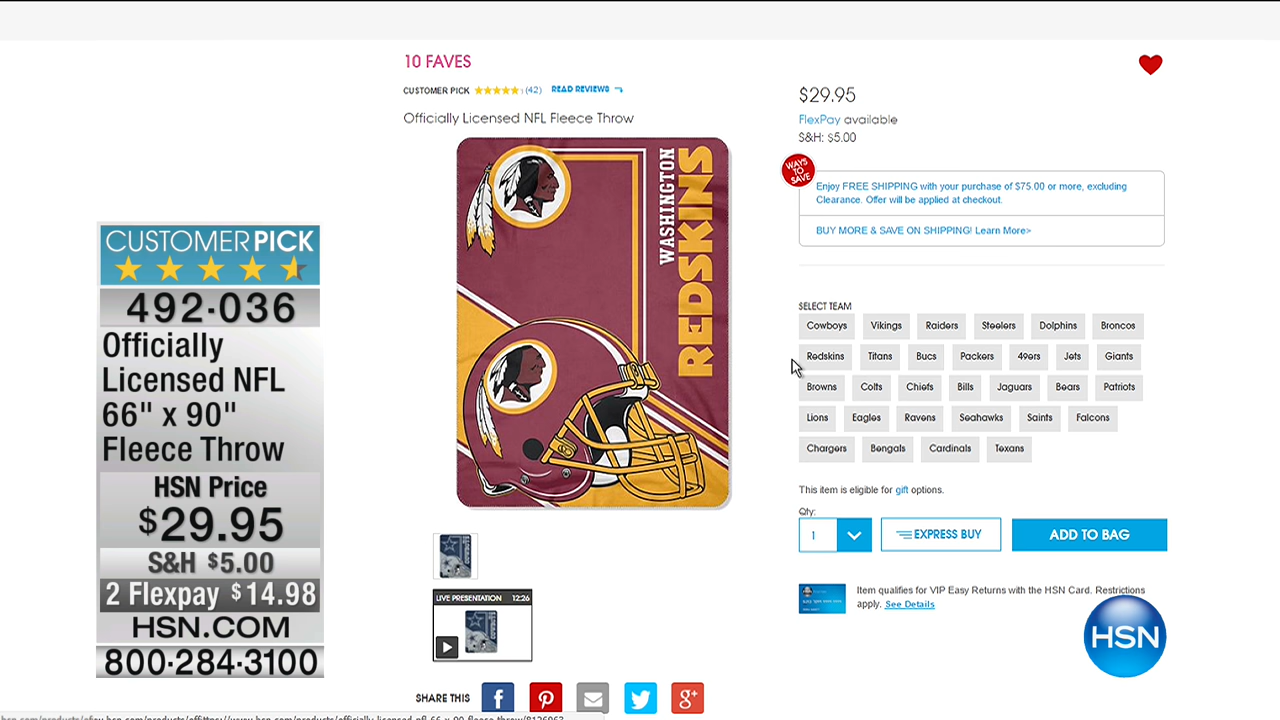 10 FAVES
CUSTOMER PICK (42) READ REVIEWS
Officially Licensed NFL Fleece Throw
WASHINGTON
REDSKINS
$29.95
FlexPay available
S&H: $5.00
WAYS
TO
SAVE
Enjoy FREE SHIPPING with your purchase of $75.00 or more, excluding
Clearance. Offer will be applied at checkout.
BUY MORE & SAVE ON SHIPPING! Learn More>
SELECT TEAM
Cowboys Vikings Raiders Steelers Dolphins Broncos
Redskins Titans Bucs Packers 49ers Jets Giants
Browns Colts Chiefs Bills Jaguars Bears Patriots
Lions Eagles Ravens Seahawks Saints Falcons
Chargers Bengals Cardinals Texans
This item is eligible for gift options.
Qty:
1 EXPRESS BUY ADD TO BAG
Item qualifies for VIP Easy Returns with the HSN Card. Restrictions
apply. See Details
HSN
CUSTOMER PICK
492-036
Officially
Licensed NFL
66" x 90"
Fleece Throw
HSN Price
$29.95
S&H $5.00
2 Flexpay $14.98
HSN.COM
800-284-3100
LIVE PRESENTATION 12:26
SHARE THIS